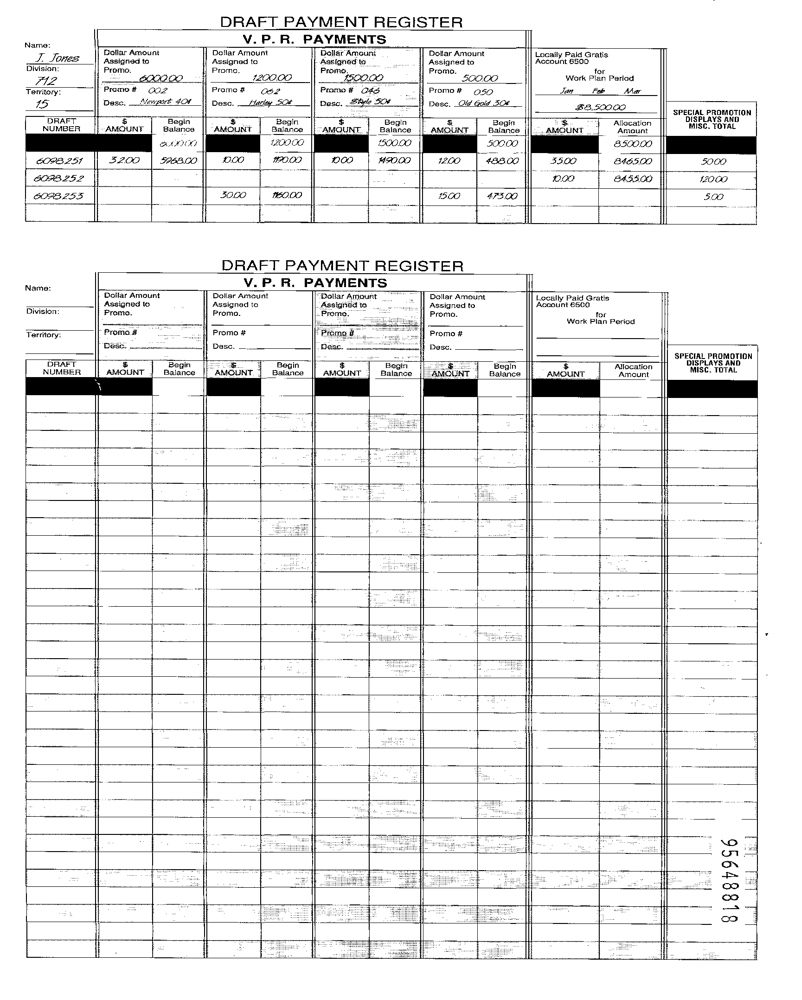 DRAFT PAYMENT REGISTER
V. P. R. PAYMENTS
Name: J. Jones
Division: 712
Territory: 15
Dollar Amount Assigned to Promo. 6000.00
Promo # 002
Desc. Newport 40¢
Dollar Amount Assigned to Promo. 1200.00
Promo # 062
Desc. Harley 50¢
Dollar Amount Assigned to Promo. 1500.00
Promo # 046
Desc. Style 50¢
Dollar Amount Assigned to Promo. 500.00
Promo # 050
Desc. Old Gold 30¢
Locally Paid Gratis
Account 6500
for
Work Plan Period
Jan Feb Mar
$8,500.00
SPECIAL PROMOTION DISPLAYS AND MISC. TOTAL
DRAFT NUMBER $ AMOUNT Begin Balance $ AMOUNT Begin Balance $ AMOUNT Begin Balance $ AMOUNT Begin Balance $ AMOUNT Allocation Amount
6000.00 1200.00 1500.00 500.00 8500.00
6098251 32.00 5968.00 10.00 1190.00 10.00 1490.00 12.00 488.00 35.00 8465.00 50.00
6098252 10.00 8455.00 120.00
6098253 30.00 1160.00 15.00 473.00 5.00
DRAFT PAYMENT REGISTER
V. P. R. PAYMENTS
Name:
Division:
Territory:
Dollar Amount Assigned to Promo.
Promo #
Desc.
Dollar Amount Assigned to Promo.
Promo #
Desc.
Dollar Amount Assigned to Promo.
Promo #
Desc.
Dollar Amount Assigned to Promo.
Promo #
Desc.
Locally Paid Gratis
Account 6500
for
Work Plan Period
SPECIAL PROMOTION DISPLAYS AND MISC. TOTAL
DRAFT NUMBER $ AMOUNT Begin Balance $ AMOUNT Begin Balance $ AMOUNT Begin Balance $ AMOUNT Begin Balance $ AMOUNT Allocation Amount
95648818